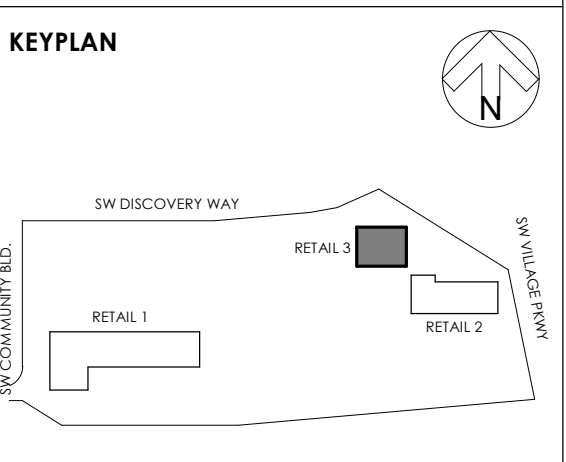 KEYPLAN
N
SW DISCOVERY WAY
SW VILLAGE PKWY
RETAIL 3
SW COMMUNITY BLD.
RETAIL 1
RETAIL 2